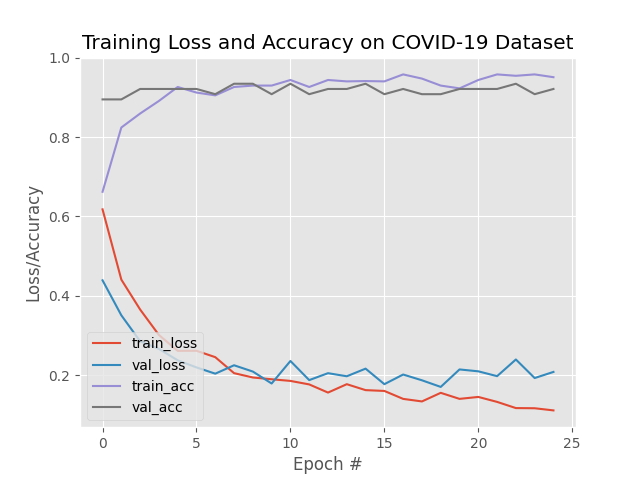 Training Loss and Accuracy on COVID-19 Dataset
1.0
0.8
0.6
0.4
0.2
Loss/Accuracy
train_loss
val_loss
train_acc
val_acc
0 5 10 15 20 25
Epoch #